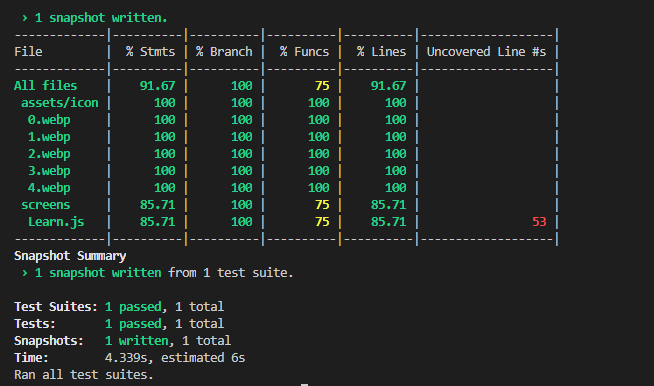 › 1 snapshot written.
--------------|----------|----------|----------|----------|-------------------|
File          |  % Stmts | % Branch |  % Funcs |  % Lines | Uncovered Line #s |
--------------|----------|----------|----------|----------|-------------------|
All files     |    91.67 |      100 |       75 |    91.67 |                   |
 assets/icon  |      100 |      100 |      100 |      100 |                   |
  0.webp      |      100 |      100 |      100 |      100 |                   |
  1.webp      |      100 |      100 |      100 |      100 |                   |
  2.webp      |      100 |      100 |      100 |      100 |                   |
  3.webp      |      100 |      100 |      100 |      100 |                   |
  4.webp      |      100 |      100 |      100 |      100 |                   |
 screens      |    85.71 |      100 |       75 |    85.71 |                   |
  Learn.js    |    85.71 |      100 |       75 |    85.71 |                53 |
--------------|----------|----------|----------|----------|-------------------|
Snapshot Summary
 › 1 snapshot written from 1 test suite.

Test Suites: 1 passed, 1 total
Tests:       1 passed, 1 total
Snapshots:   1 written, 1 total
Time:        4.339s, estimated 6s
Ran all test suites.